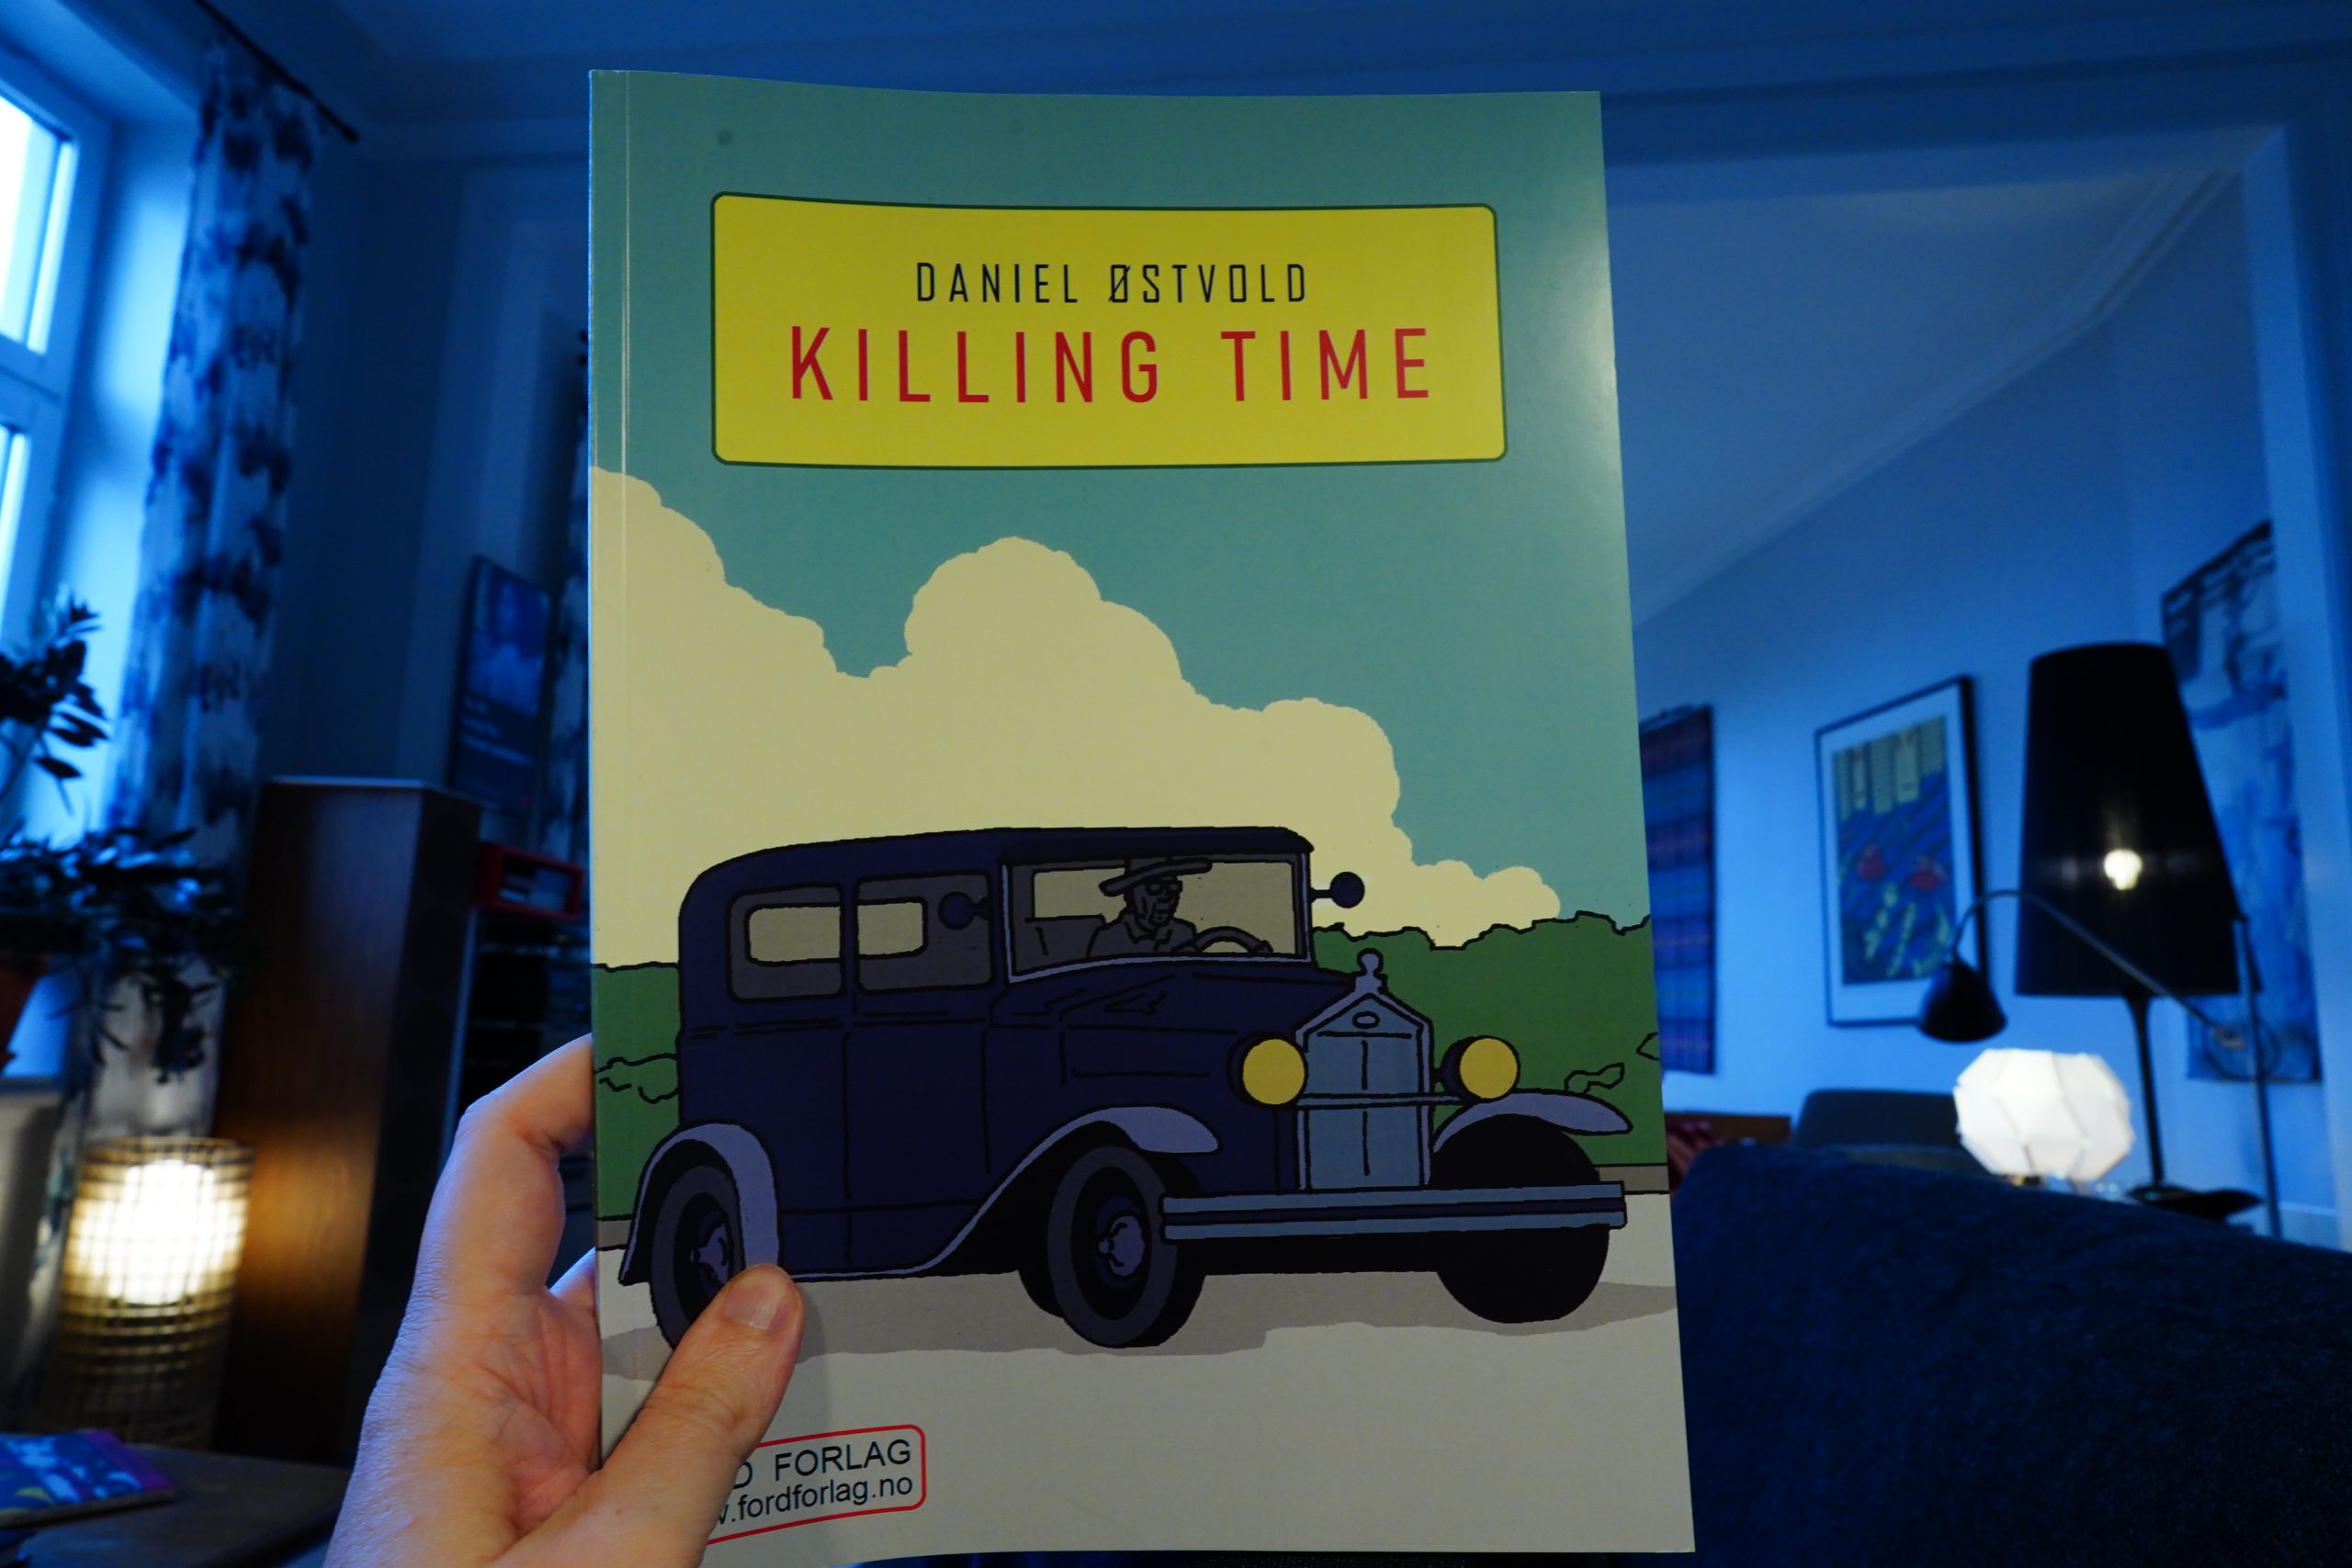 DANIEL ØSTVOLD
KILLING TIME
FORLAG
.fordforlag.no